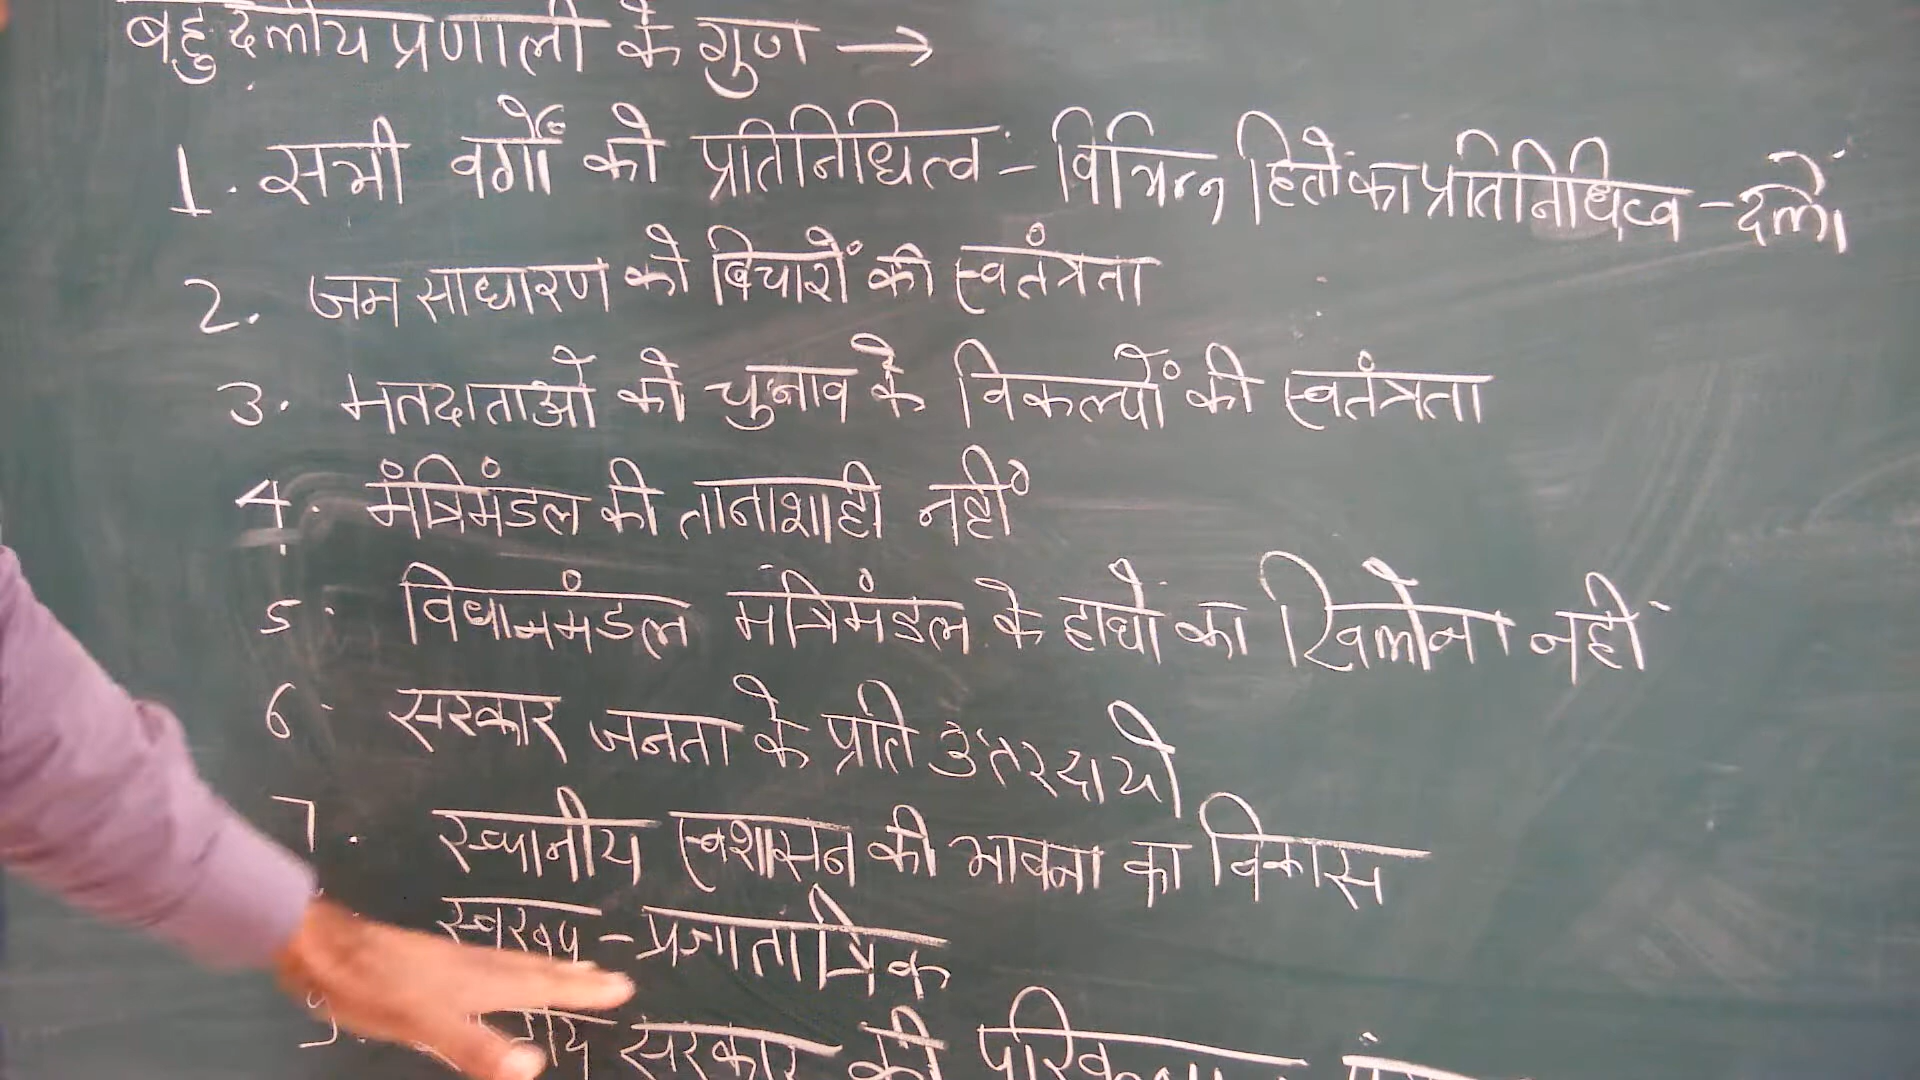 बहुदलीय प्रणाली के गुण →
1. सभी वर्गों को प्रतिनिधित्व - विभिन्न हितों का प्रतिनिधित्व - दलों
2. जन साधारण को विचारों की स्वतंत्रता
3. मतदाताओं को चुनाव के विकल्पों की स्वतंत्रता
4. मंत्रिमंडल की तानाशाही नहीं
5. विधानमंडल मंत्रिमंडल के हाथों का खिलोना नहीं
6. सरकार जनता के प्रति उत्तरदायी
7. स्थानीय स्वशासन की भावना का विकास
स्वरूप - प्रजातांत्रिक
9. सरकार की